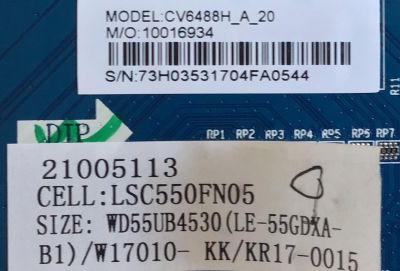 MODEL:CV6488H_A_20
M/O:10016934
S/N:73H03531704FA0544
R11
DIP
RP1 RP2 RP3 RP4 RP5 RP6 RP7
21005113
CELL:LSC550FN05
SIZE: WD55UB4530(LE-55GDXA-
B1)/W17010- KK/KR17-0015